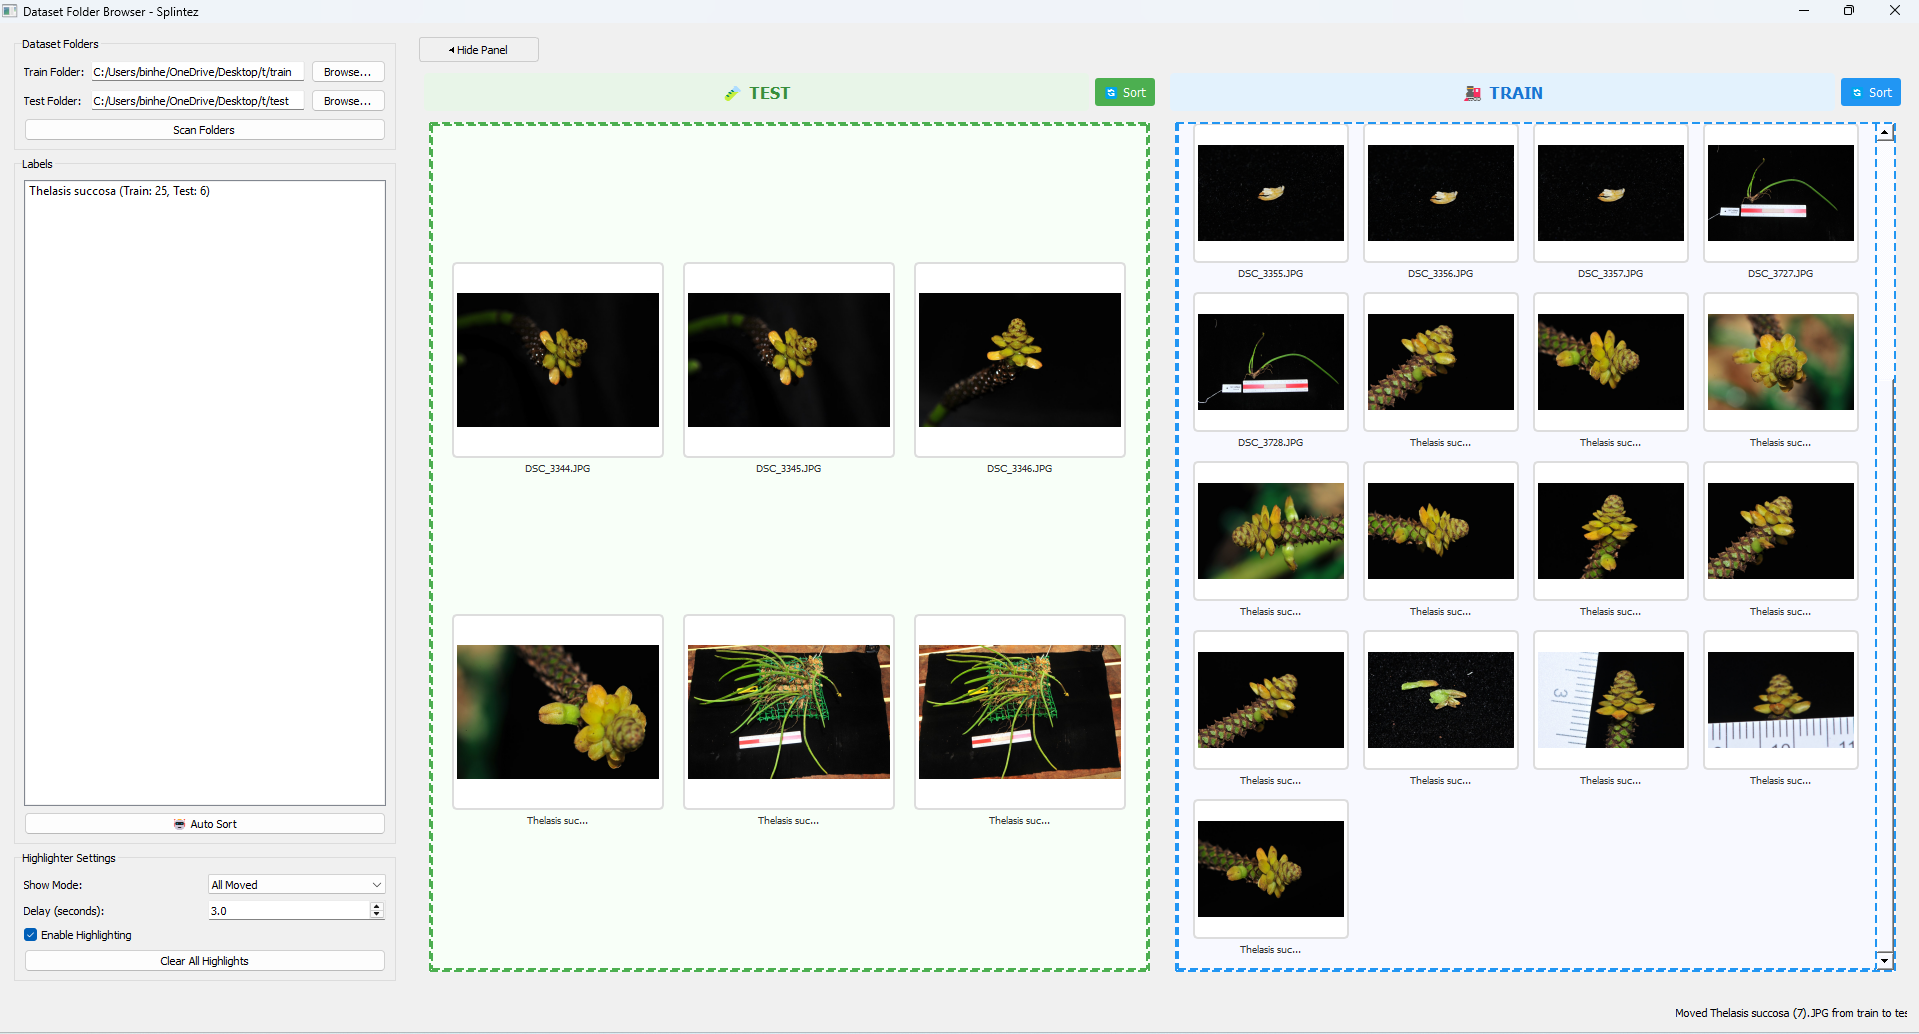 Dataset Folder Browser - Splintez
Dataset Folders
Train Folder: C:/Users/binhe/OneDrive/Desktop/t/train Browse...
Test Folder: C:/Users/binhe/OneDrive/Desktop/t/test Browse...
Scan Folders
Labels
Thelasis succosa (Train: 25, Test: 6)
Auto Sort
Highlighter Settings
Show Mode: All Moved
Delay (seconds): 3.0
Enable Highlighting
Clear All Highlights
Hide Panel
TEST Sort
DSC_3344.JPG DSC_3345.JPG DSC_3346.JPG
Thelasis suc... Thelasis suc... Thelasis suc...
TRAIN Sort
DSC_3355.JPG DSC_3356.JPG DSC_3357.JPG DSC_3727.JPG
DSC_3728.JPG Thelasis suc... Thelasis suc... Thelasis suc...
Thelasis suc... Thelasis suc... Thelasis suc... Thelasis suc...
3
Thelasis suc... Thelasis suc... Thelasis suc... Thelasis suc...
Thelasis suc...
Moved Thelasis succosa (7).JPG from train to